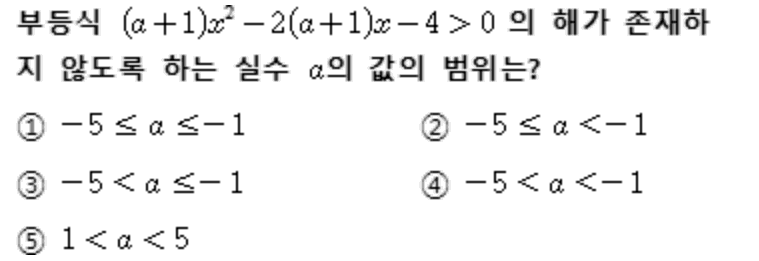 부등식 (a+1)x²-2(a+1)x-4>0 의 해가 존재하
지 않도록 하는 실수 a의 값의 범위는?
① -5 ≤ a ≤ -1 ② -5 ≤ a < -1
③ -5 < a ≤ -1 ④ -5 < a < -1
⑤ 1 < a < 5